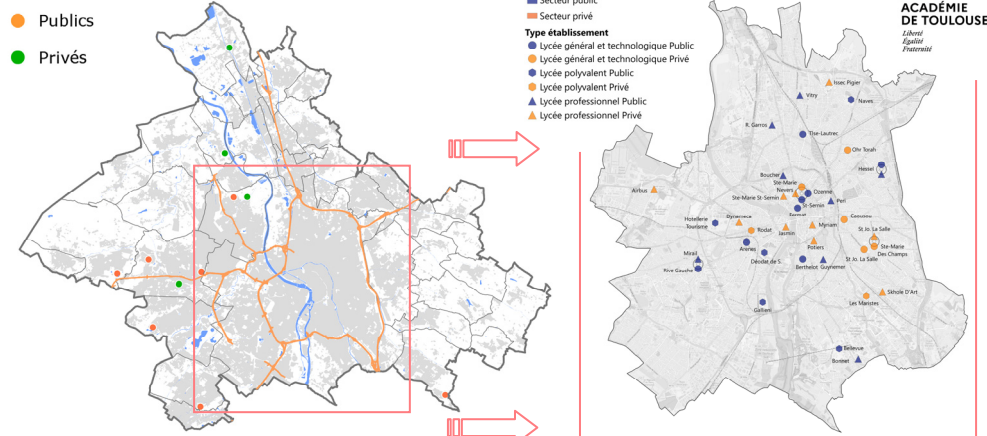 Publics
Privés
Secteur public
Secteur privé
Type établissement
Lycée général et technologique Public
Lycée général et technologique Privé
Lycée polyvalent Public
Lycée polyvalent Privé
Lycée professionnel Public
Lycée professionnel Privé
ACADÉMIE
DE TOULOUSE
Liberté
Égalité
Fraternité
Issec Pigier
Vitry
Naves
R. Garros
Tlse-Lautrec
Ohr Torah
Hessel
Boucher
Ste-Marie
Nevers
Ozenne
Airbus
Ste-Marie St-Sernin
St-Sernin
Peri
Hotellerie
Tourisme
Rodat
Jasmin
Myriam
St Jo. La Salle
Arenes
Potiers
Ste-Marie
Des Champs
Mirail
Déodat de S.
St Jo. La Salle
Berthelot
Guynemer
Rive Gauche
Skhole D'Art
Les Maristes
Gallieni
Bellevue
Bonnet